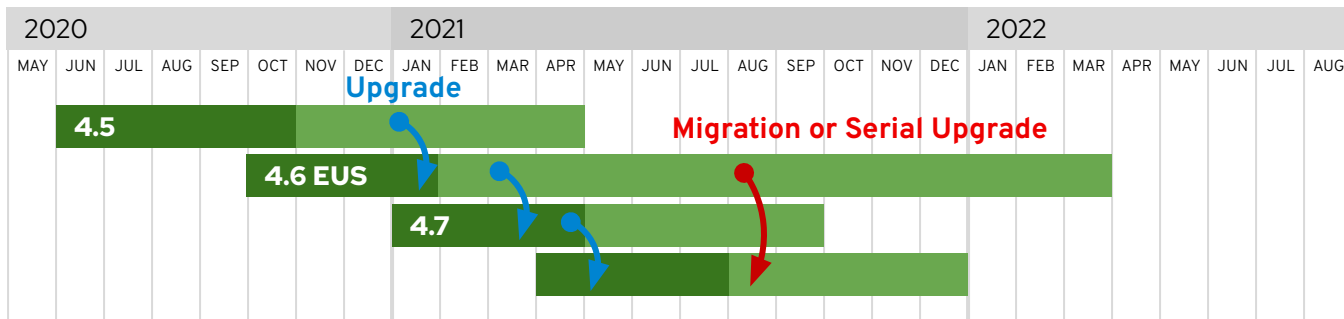 2020 2021 2022
MAY JUN JUL AUG SEP OCT NOV DEC JAN FEB MAR APR MAY JUN JUL AUG SEP OCT NOV DEC JAN FEB MAR APR MAY JUN JUL AUG
Upgrade
4.5
Migration or Serial Upgrade
4.6 EUS
4.7